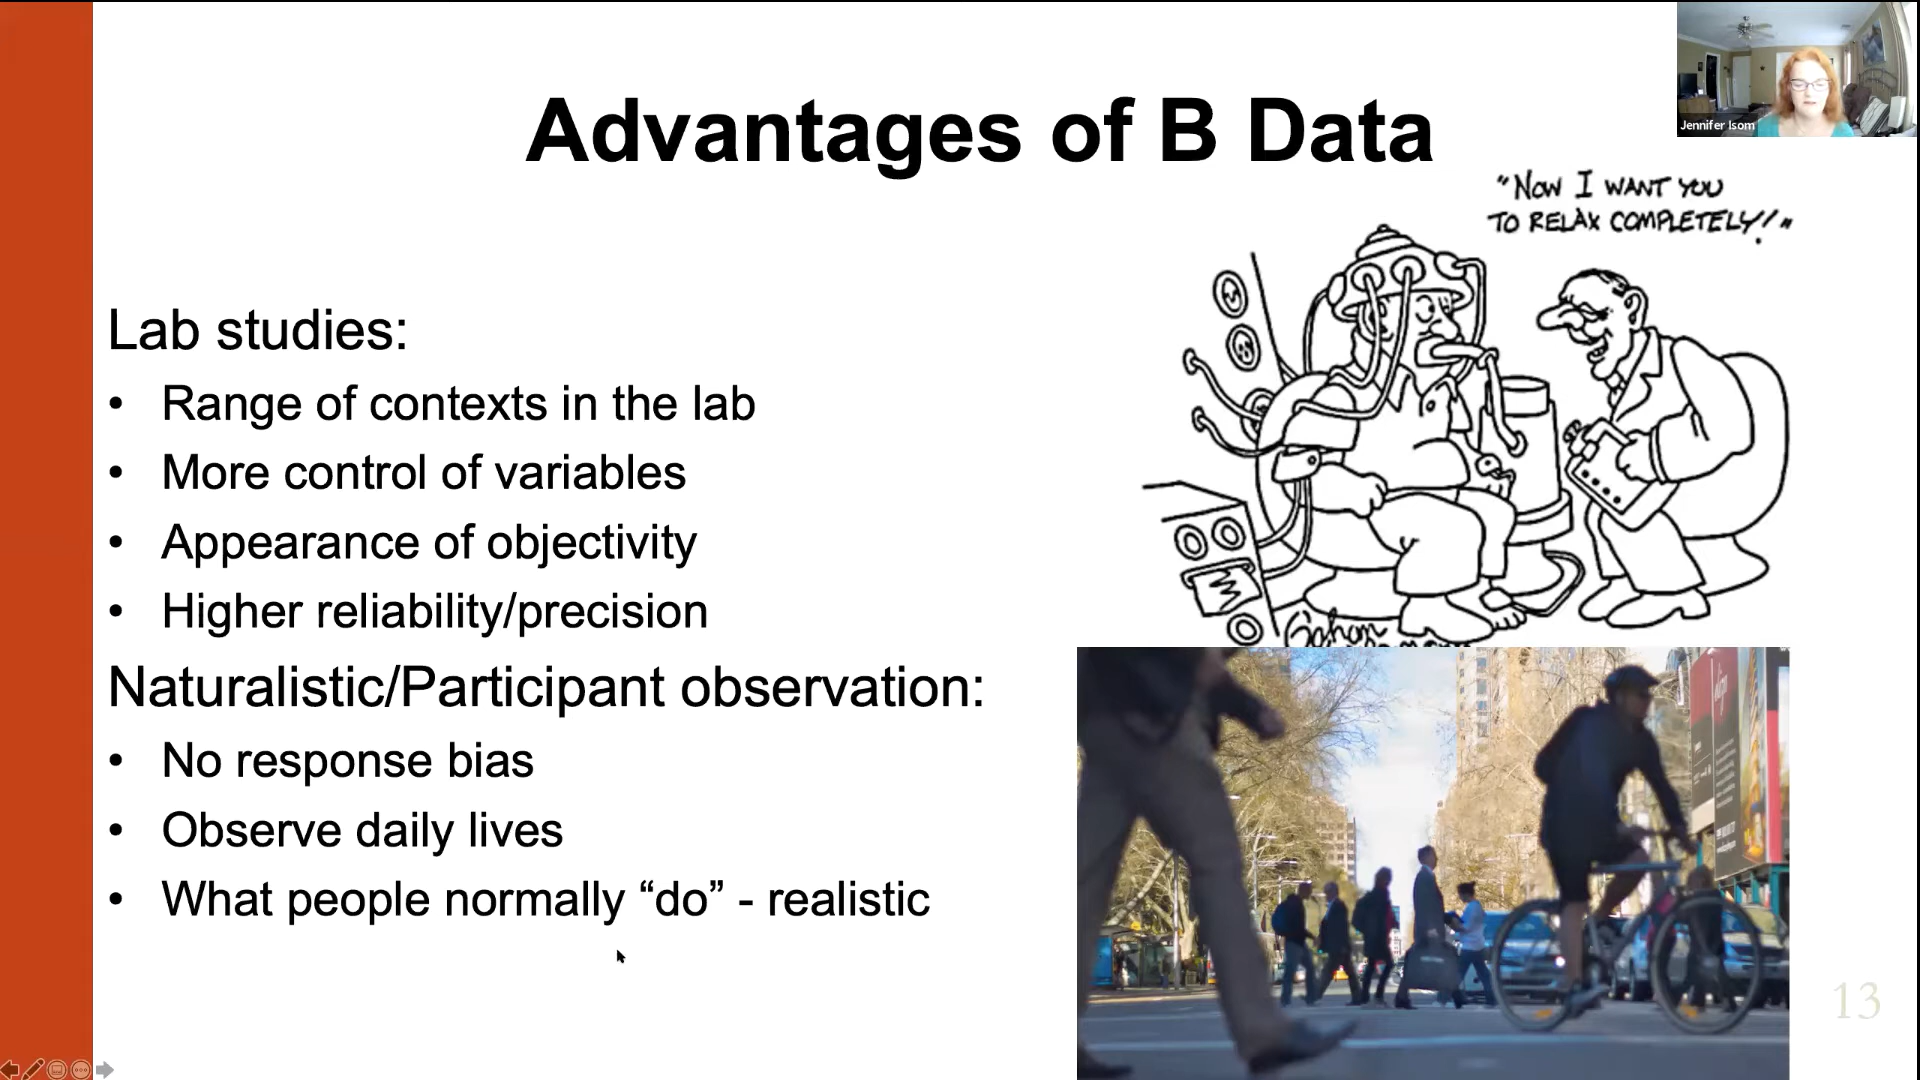 Advantages of B Data
Jennifer Isom
"NOW I WANT YOU
TO RELAX COMPLETELY!"
Lab studies:
• Range of contexts in the lab
• More control of variables
• Appearance of objectivity
• Higher reliability/precision
Naturalistic/Participant observation:
• No response bias
• Observe daily lives
• What people normally “do” - realistic
13